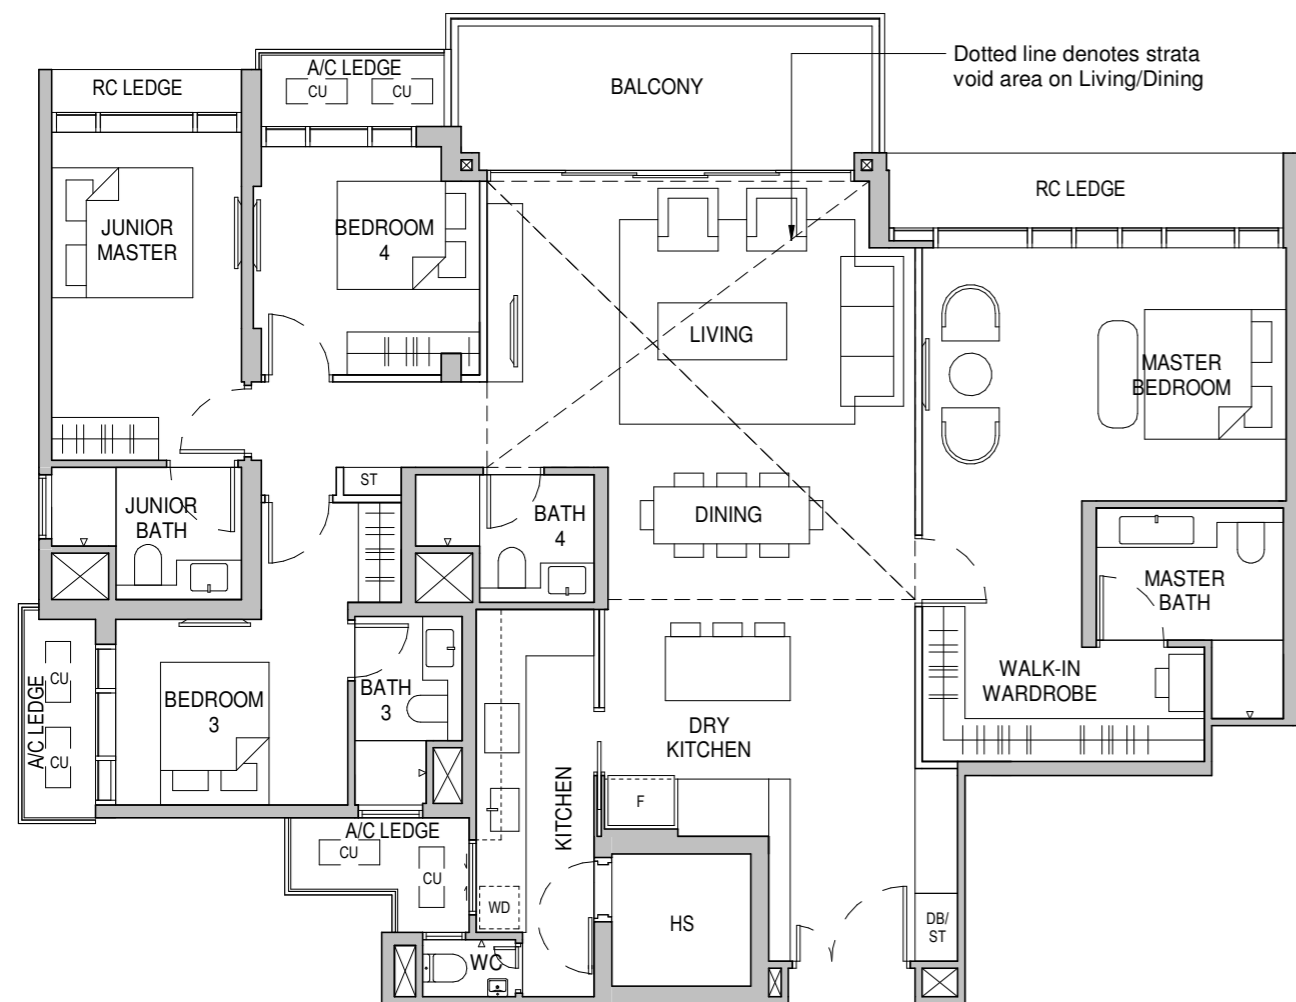 Dotted line denotes strata
void area on Living/Dining
RC LEDGE
A/C LEDGE
CU
CU
BALCONY
RC LEDGE
JUNIOR
MASTER
BEDROOM
4
LIVING
MASTER
BEDROOM
ST
JUNIOR
BATH
BATH
4
DINING
MASTER
BATH
A/C LEDGE
CU
CU
BEDROOM
3
BATH
3
WALK-IN
WARDROBE
DRY
KITCHEN
KITCHEN
F
A/C LEDGE
CU
CU
WD
HS
DB/
ST
WC